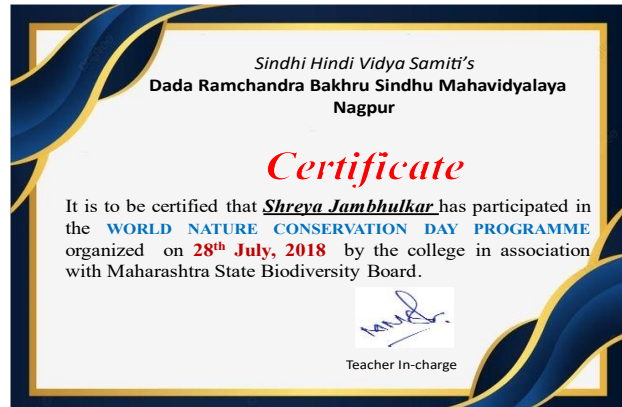 Sindhi Hindi Vidya Samiti's
Dada Ramchandra Bakhru Sindhu Mahavidyalaya
Nagpur
Certificate
It is to be certified that Shreya Jambhulkar has participated in
the WORLD NATURE CONSERVATION DAY PROGRAMME
organized on 28th July, 2018 by the college in association
with Maharashtra State Biodiversity Board.
Teacher In-charge